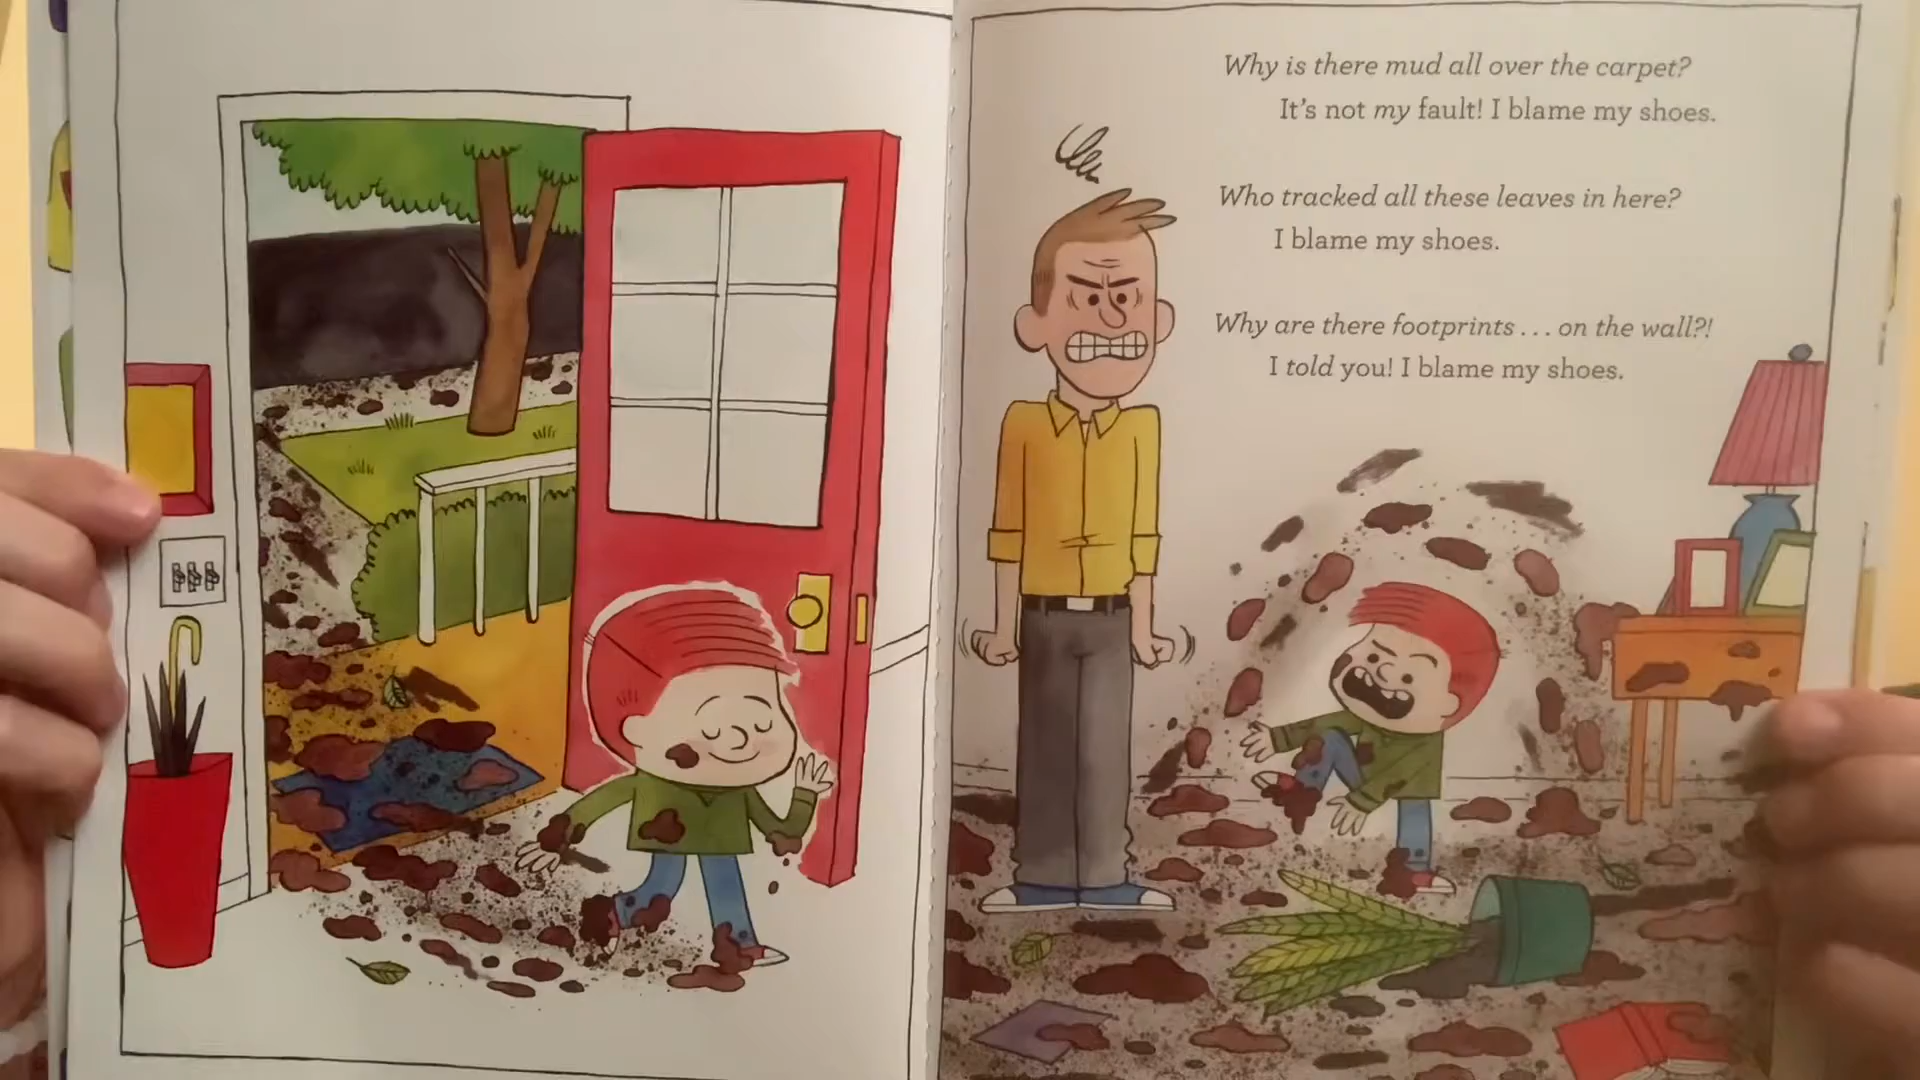 Why is there mud all over the carpet?
It's not my fault! I blame my shoes.
Who tracked all these leaves in here?
I blame my shoes.
Why are there footprints . . . on the wall?!
I told you! I blame my shoes.